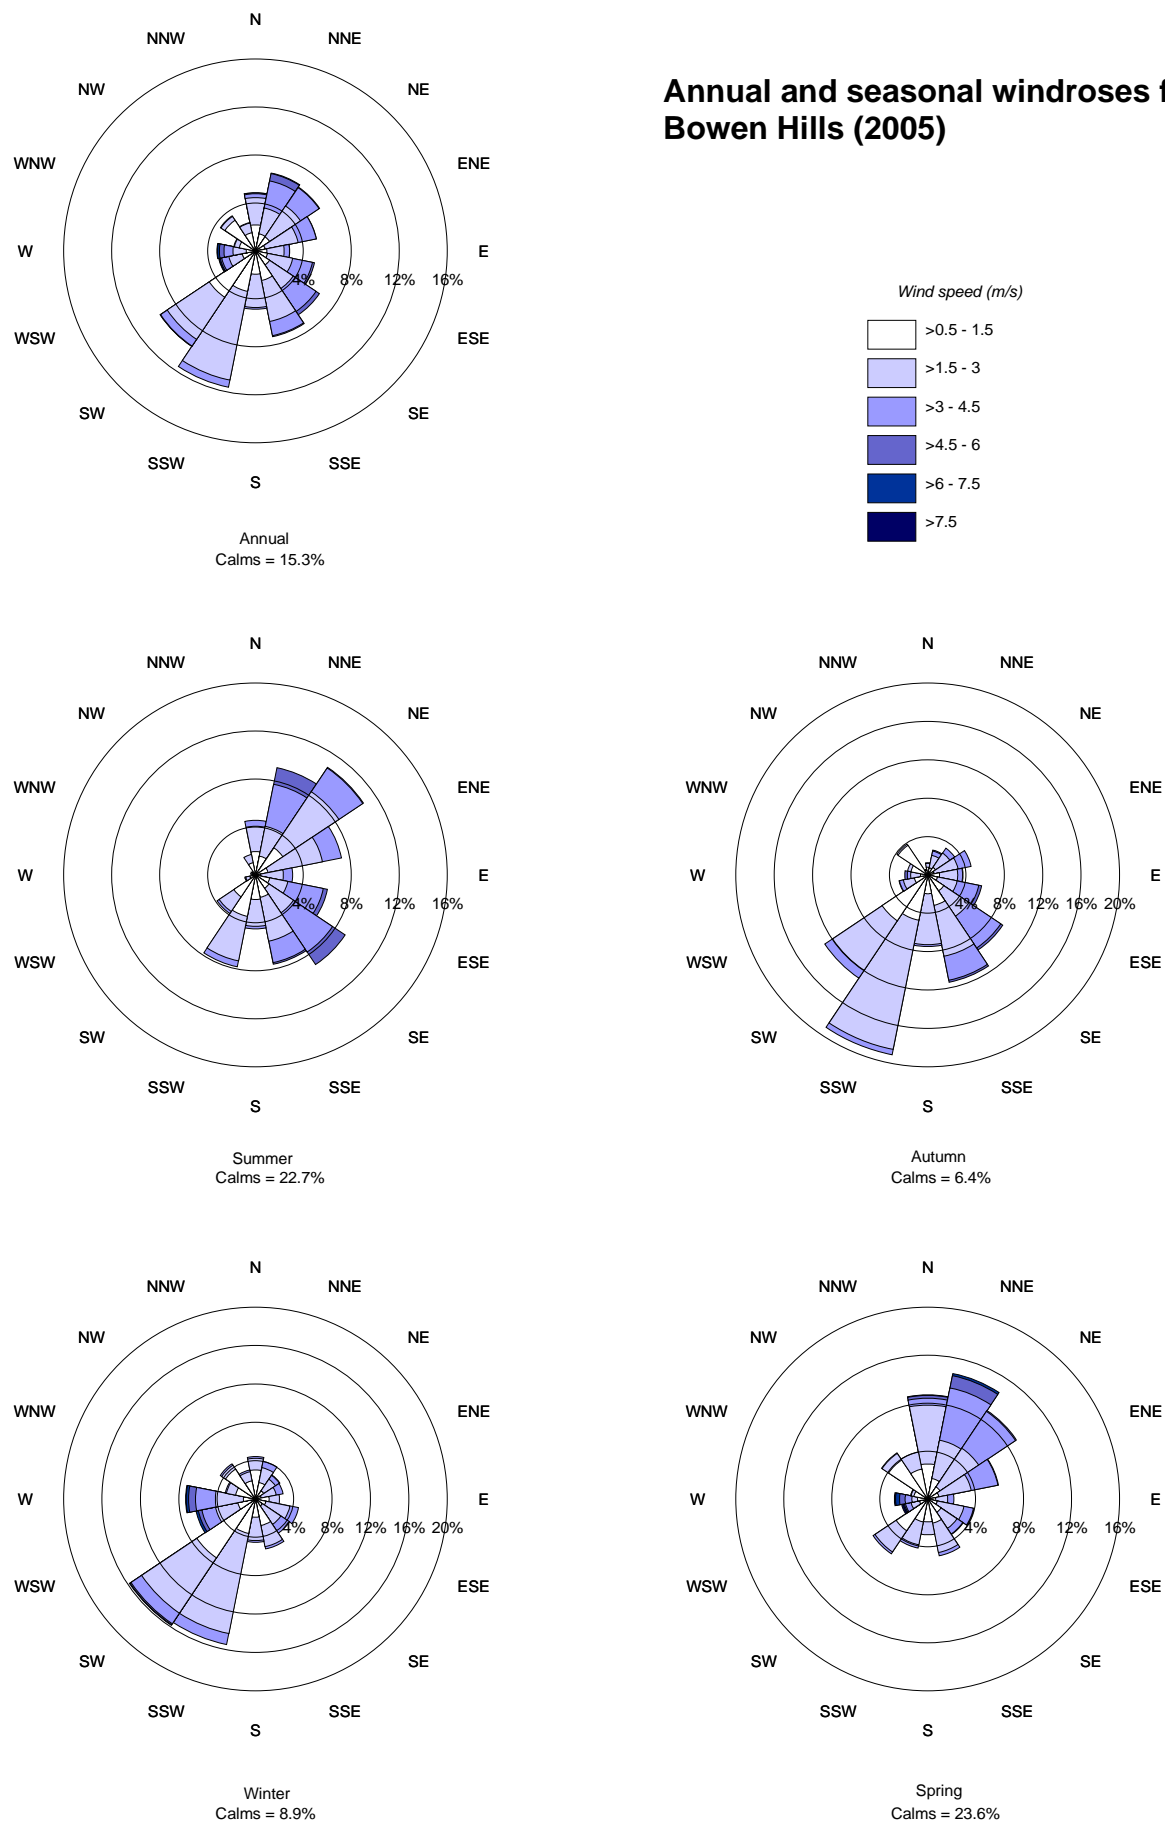 Annual and seasonal windroses f
Bowen Hills (2005)
N
NNW NNE
NW NE
WNW ENE
W E
4% 8% 12% 16%
WSW ESE
SW SE
SSW SSE
S
Annual
Calms = 15.3%
Wind speed (m/s)
>0.5 - 1.5
>1.5 - 3
>3 - 4.5
>4.5 - 6
>6 - 7.5
>7.5
N
NNW NNE
NW NE
WNW ENE
W E
4% 8% 12% 16%
WSW ESE
SW SE
SSW SSE
S
Summer
Calms = 22.7%
N
NNW NNE
NW NE
WNW ENE
W E
4% 8% 12% 16% 20%
WSW ESE
SW SE
SSW SSE
S
Autumn
Calms = 6.4%
N
NNW NNE
NW NE
WNW ENE
W E
4% 8% 12% 16% 20%
WSW ESE
SW SE
SSW SSE
S
Winter
Calms = 8.9%
N
NNW NNE
NW NE
WNW ENE
W E
4% 8% 12% 16%
WSW ESE
SW SE
SSW SSE
S
Spring
Calms = 23.6%